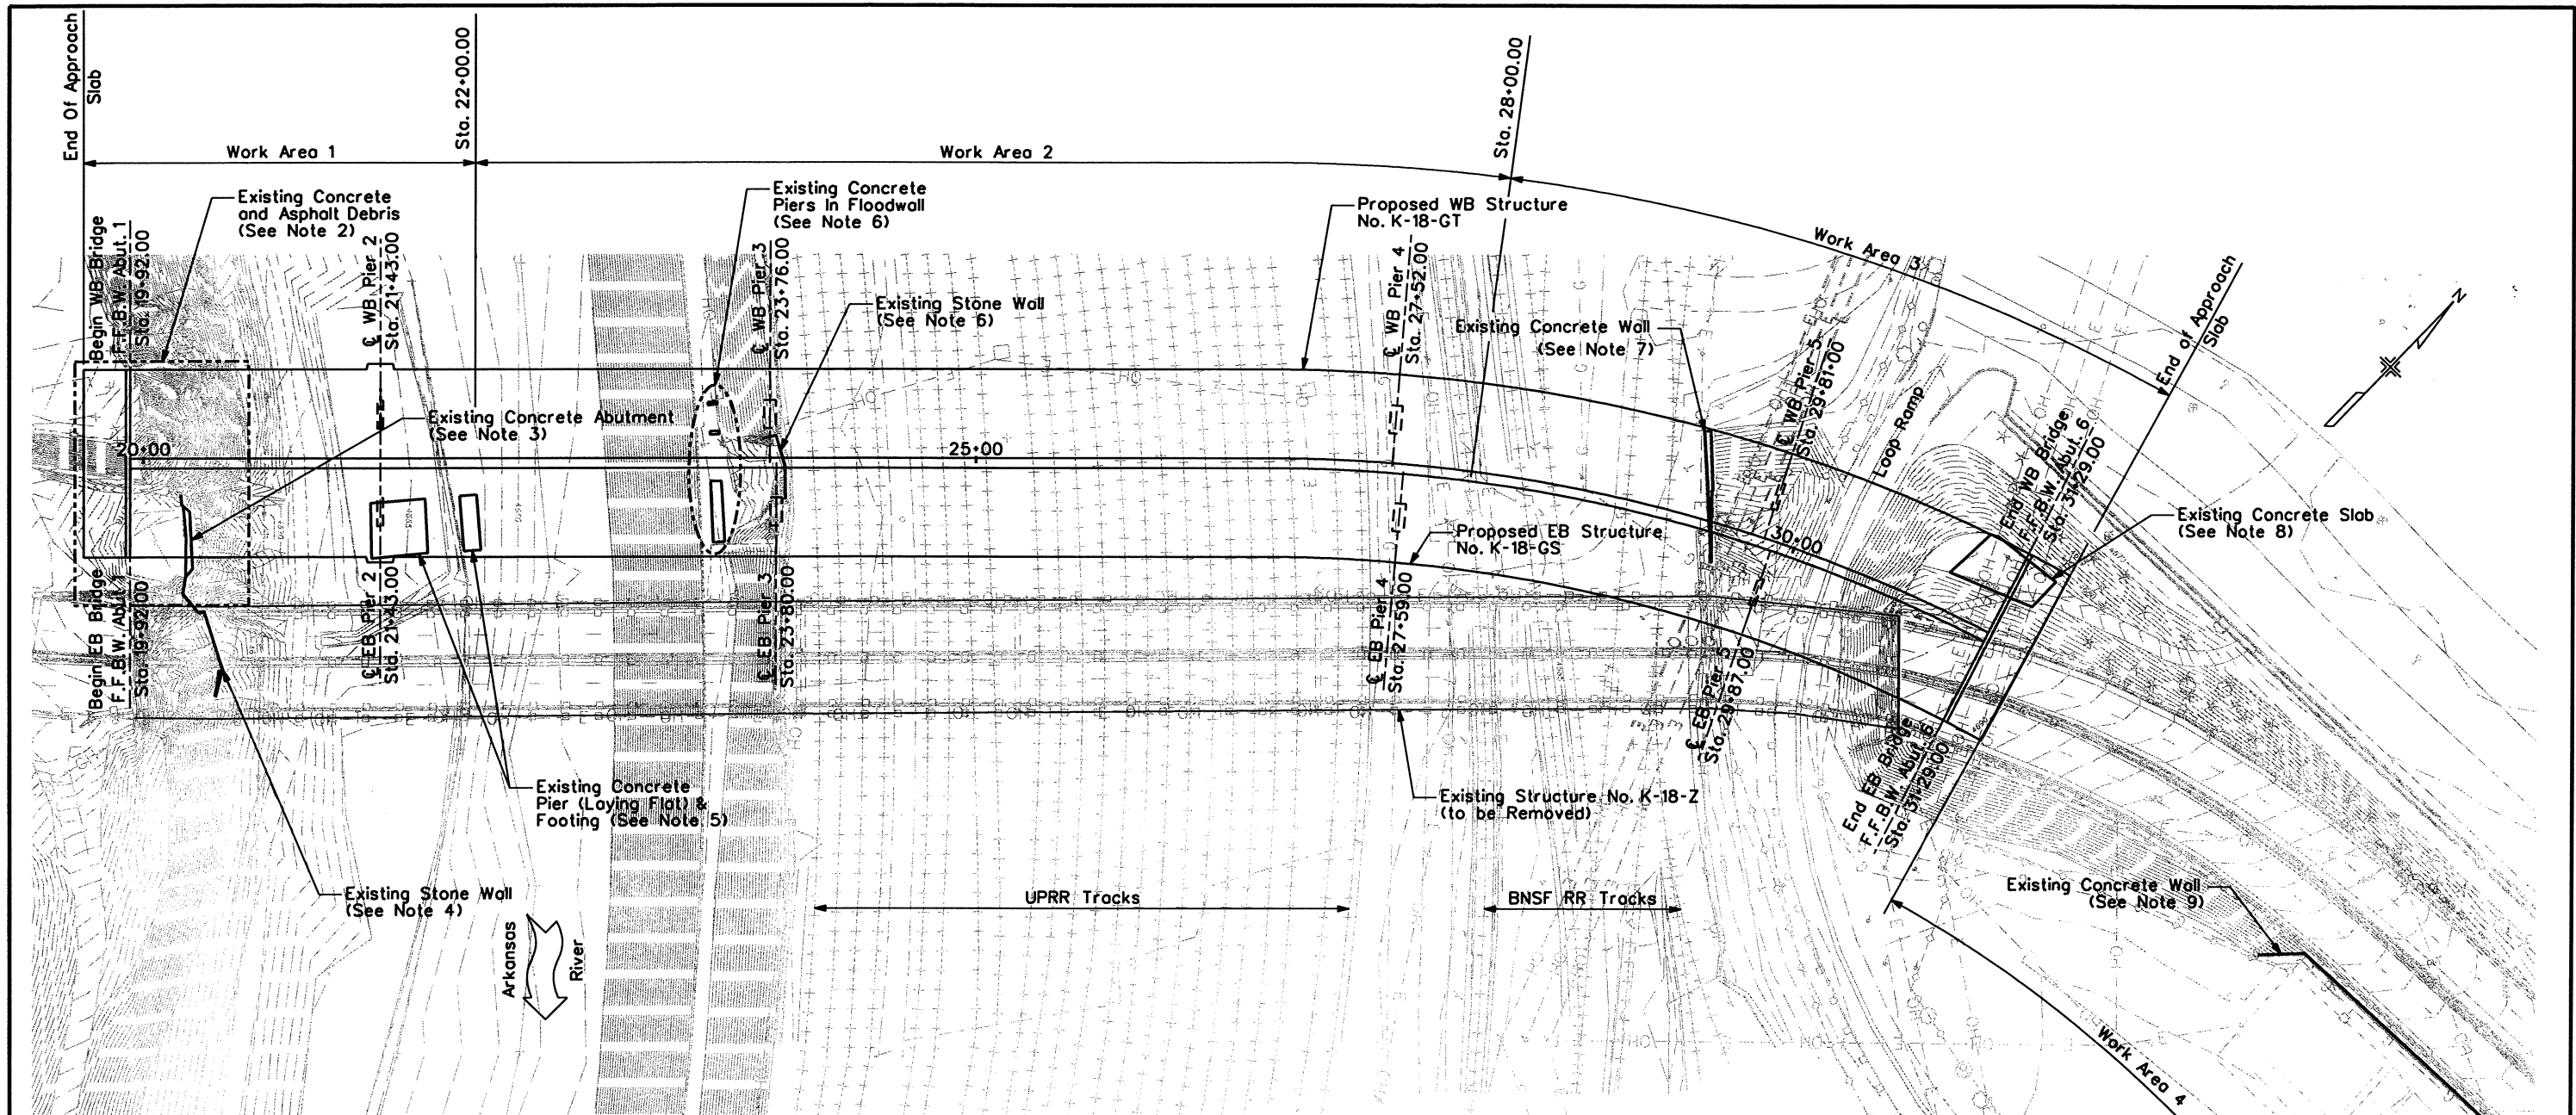 End Of Approach
Slab
Sta. 22+00.00
Sta. 28+00.00
Work Area 1
Work Area 2
Work Area 3
End of Approach
Slab
N
Existing Concrete
and Asphalt Debris
(See Note 2)
Existing Concrete
Piers In Floodwall
(See Note 6)
Proposed WB Structure
No. K-18-GT
Begin WB Bridge
F.F.B.W. Abut. 1
Sta. 19+92.00
℄ WB Pier 2
Sta. 21+43.00
℄ WB Pier 3
Sta. 23+76.00
Existing Stone Wall
(See Note 6)
℄ WB Pier 4
Sta. 27+52.00
Existing Concrete Wall
(See Note 7)
℄ WB Pier 5
Sta. 29+81+00
Loop Ramp
End WB Bridge
F.F.B.W. Abut. 6
Sta. 31+29.00
Existing Concrete Abutment
(See Note 3)
20+00
25+00
30+00
Existing Concrete Slab
(See Note 8)
Proposed EB Structure
No. K-18-GS
Begin EB Bridge
F.F.B.W. Abut. 1
Sta. 19+92.00
℄ EB Pier 2
Sta. 21+43.00
℄ EB Pier 3
Sta. 23+80.00
℄ EB Pier 4
Sta. 27+59.00
℄ EB Pier 5
Sta. 29+87.00
End EB Bridge
F.F.B.W. Abut. 6
Sta. 31+29.00
Existing Concrete
Pier (Laying Flat) &
Footing (See Note 5)
Existing Structure No. K-18-Z
(to be Removed)
Existing Stone Wall
(See Note 4)
UPRR Tracks
BNSF RR Tracks
Existing Concrete Wall
(See Note 9)
Arkansas
River
Work Area 4